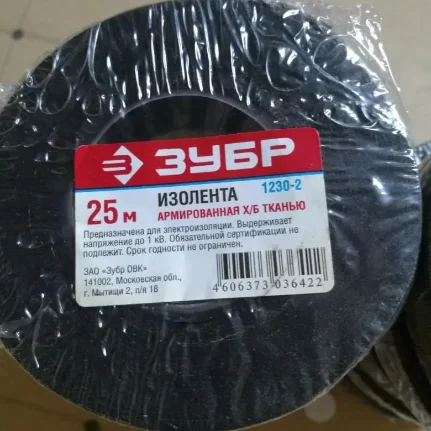 ЗУБР
ИЗОЛЕНТА 1230-2
25 м АРМИРОВАННАЯ Х/Б ТКАНЬЮ
Предназначена для электроизоляции. Выдерживает
напряжение до 1 кВ. Обязательной сертификации не
подлежит. Срок годности не ограничен.
ЗАО «Зубр ОВК»
141002, Московская обл.,
г. Мытищи 2, п/я 18
4 606373 036422